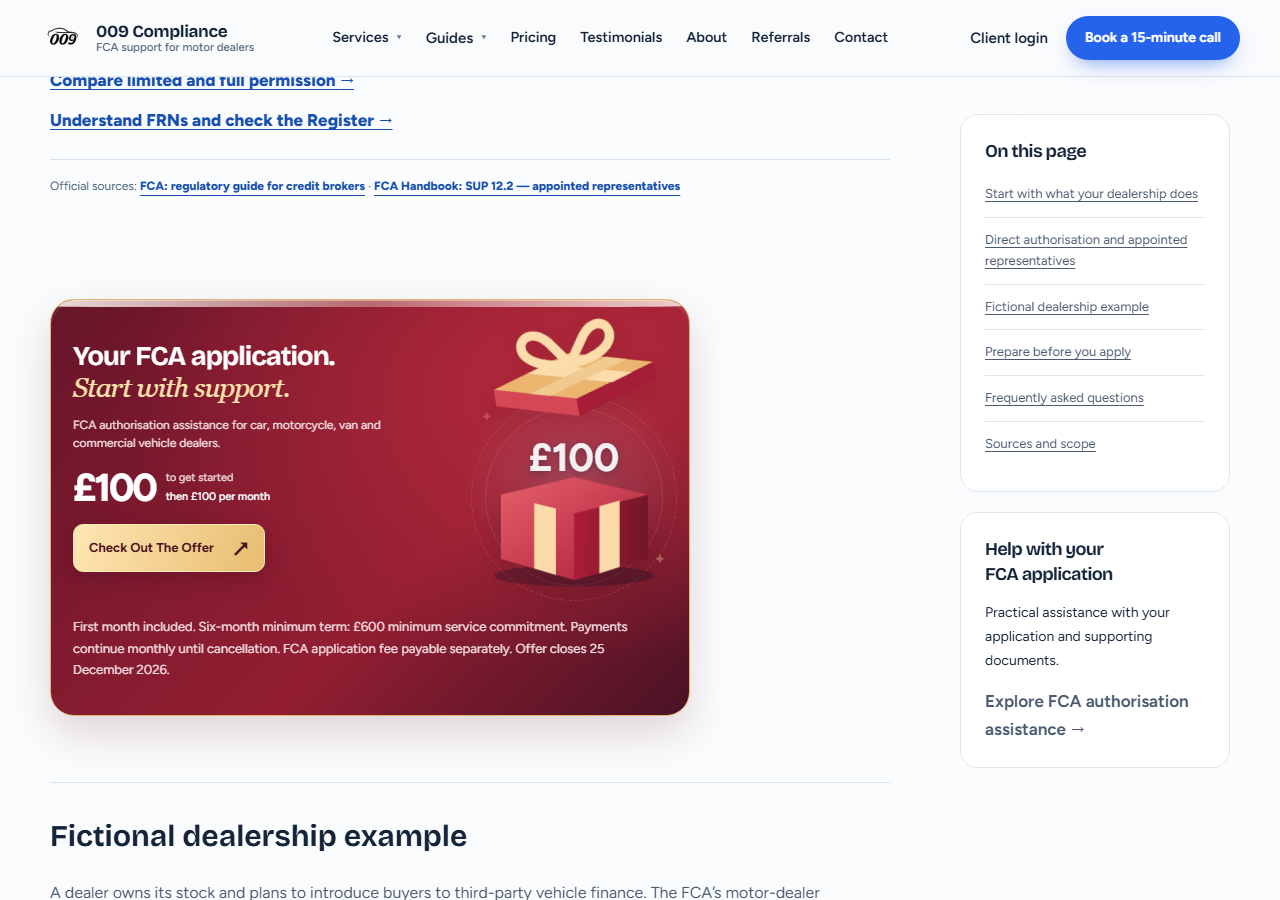 009
009 Compliance
FCA support for motor dealers
Services
Guides
Pricing
Testimonials
About
Referrals
Contact
Client login
Book a 15-minute call
Compare limited and full permission →
Understand FRNs and check the Register →
Official sources: FCA: regulatory guide for credit brokers · FCA Handbook: SUP 12.2 — appointed representatives
Your FCA application.
Start with support.
FCA authorisation assistance for car, motorcycle, van and
commercial vehicle dealers.
£100
to get started
then £100 per month
Check Out The Offer ↗
£100
First month included. Six-month minimum term: £600 minimum service commitment. Payments
continue monthly until cancellation. FCA application fee payable separately. Offer closes 25
December 2026.
Fictional dealership example
A dealer owns its stock and plans to introduce buyers to third-party vehicle finance. The FCA’s motor-dealer
On this page
Start with what your dealership does
Direct authorisation and appointed
representatives
Fictional dealership example
Prepare before you apply
Frequently asked questions
Sources and scope
Help with your
FCA application
Practical assistance with your
application and supporting
documents.
Explore FCA authorisation
assistance →